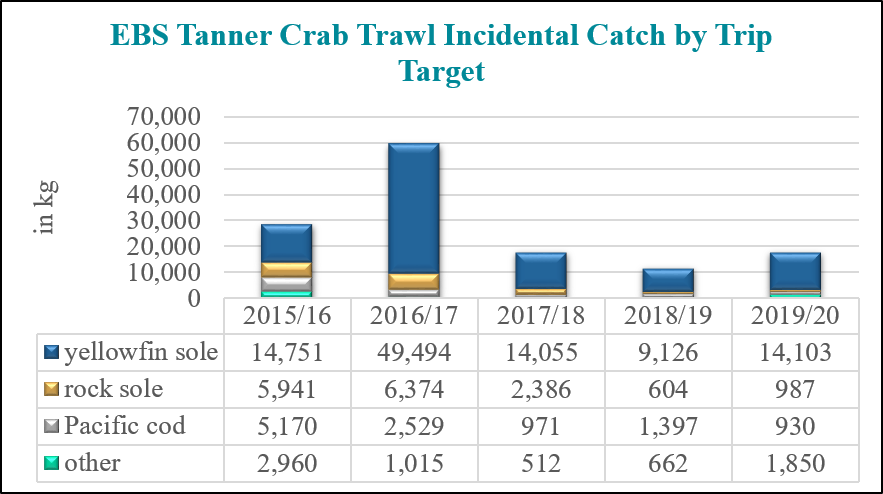 EBS Tanner Crab Trawl Incidental Catch by Trip
Target
in kg
70,000
60,000
50,000
40,000
30,000
20,000
10,000
0
2015/16 2016/17 2017/18 2018/19 2019/20
yellowfin sole 14,751 49,494 14,055 9,126 14,103
rock sole 5,941 6,374 2,386 604 987
Pacific cod 5,170 2,529 971 1,397 930
other 2,960 1,015 512 662 1,850